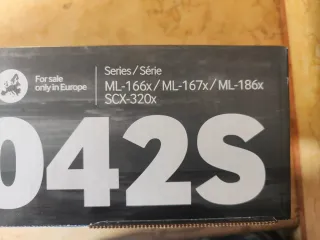 For sale
only in Europe
Series/Série
ML-166x/ML-167x/ML-186x
SCX-320x
042S